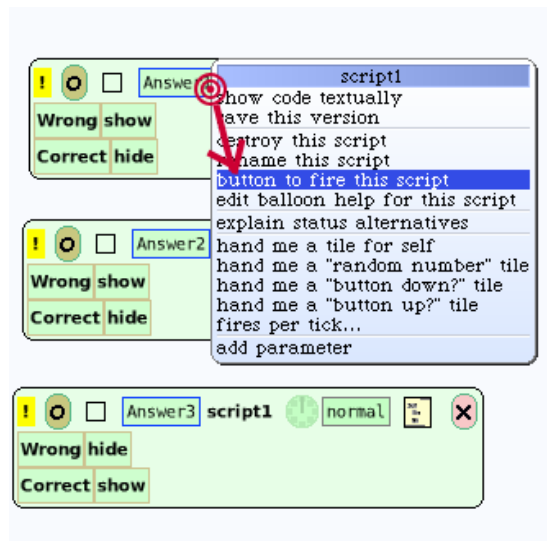 ! Answer
Wrong show
Correct hide
script1
show code textually
save this version
destroy this script
rename this script
button to fire this script
edit balloon help for this script
explain status alternatives
hand me a tile for self
hand me a "random number" tile
hand me a "button down?" tile
hand me a "button up?" tile
fires per tick...
add parameter
! Answer2
Wrong show
Correct hide
! Answer3 script1 normal
Wrong hide
Correct show